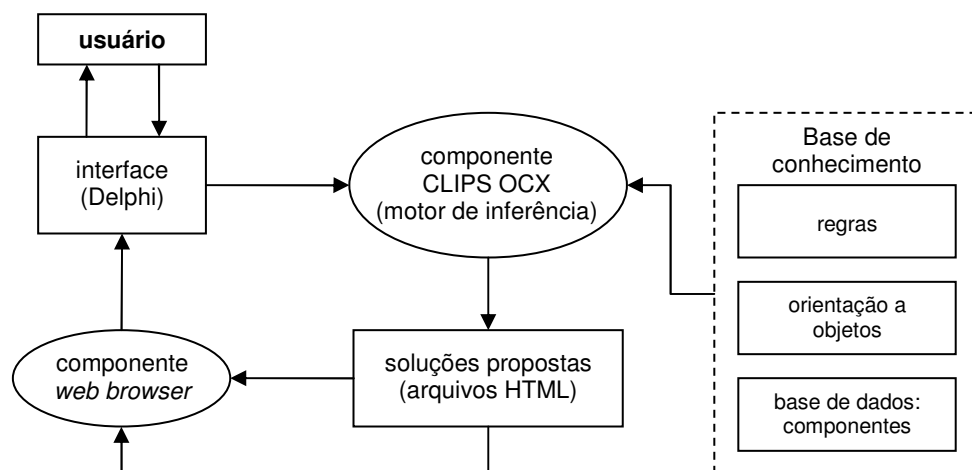 usuário
interface
(Delphi)
componente
CLIPS OCX
(motor de inferência)
Base de
conhecimento
regras
orientação a
objetos
base de dados:
componentes
componente
web browser
soluções propostas
(arquivos HTML)